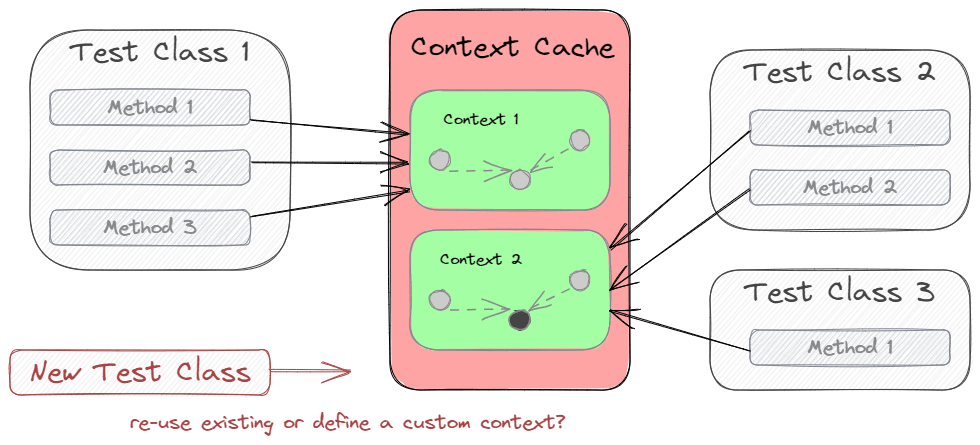 Test Class 1
Method 1
Method 2
Method 3
Context Cache
Context 1
Context 2
Test Class 2
Method 1
Method 2
Test Class 3
Method 1
New Test Class
re-use existing or define a custom context?